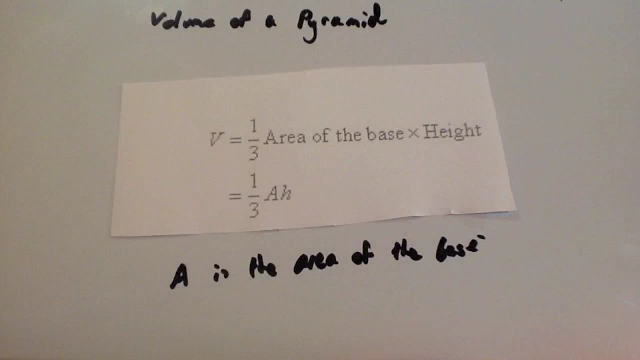 Volume of a Pyramid
V = 1/3 Area of the base × Height
= 1/3 Ah
A is the area of the base